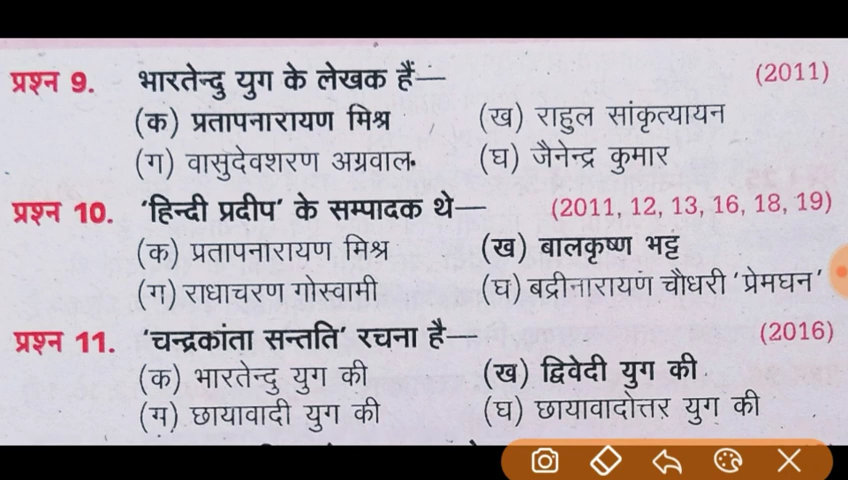 प्रश्न 9. भारतेन्दु युग के लेखक हैं— (2011)
(क) प्रतापनारायण मिश्र (ख) राहुल सांकृत्यायन
(ग) वासुदेवशरण अग्रवाल (घ) जैनेन्द्र कुमार
प्रश्न 10. ‘हिन्दी प्रदीप’ के सम्पादक थे— (2011, 12, 13, 16, 18, 19)
(क) प्रतापनारायण मिश्र (ख) बालकृष्ण भट्ट
(ग) राधाचरण गोस्वामी (घ) बद्रीनारायण चौधरी ‘प्रेमघन’
प्रश्न 11. ‘चन्द्रकांता सन्तति’ रचना है— (2016)
(क) भारतेन्दु युग की (ख) द्विवेदी युग की
(ग) छायावादी युग की (घ) छायावादोत्तर युग की